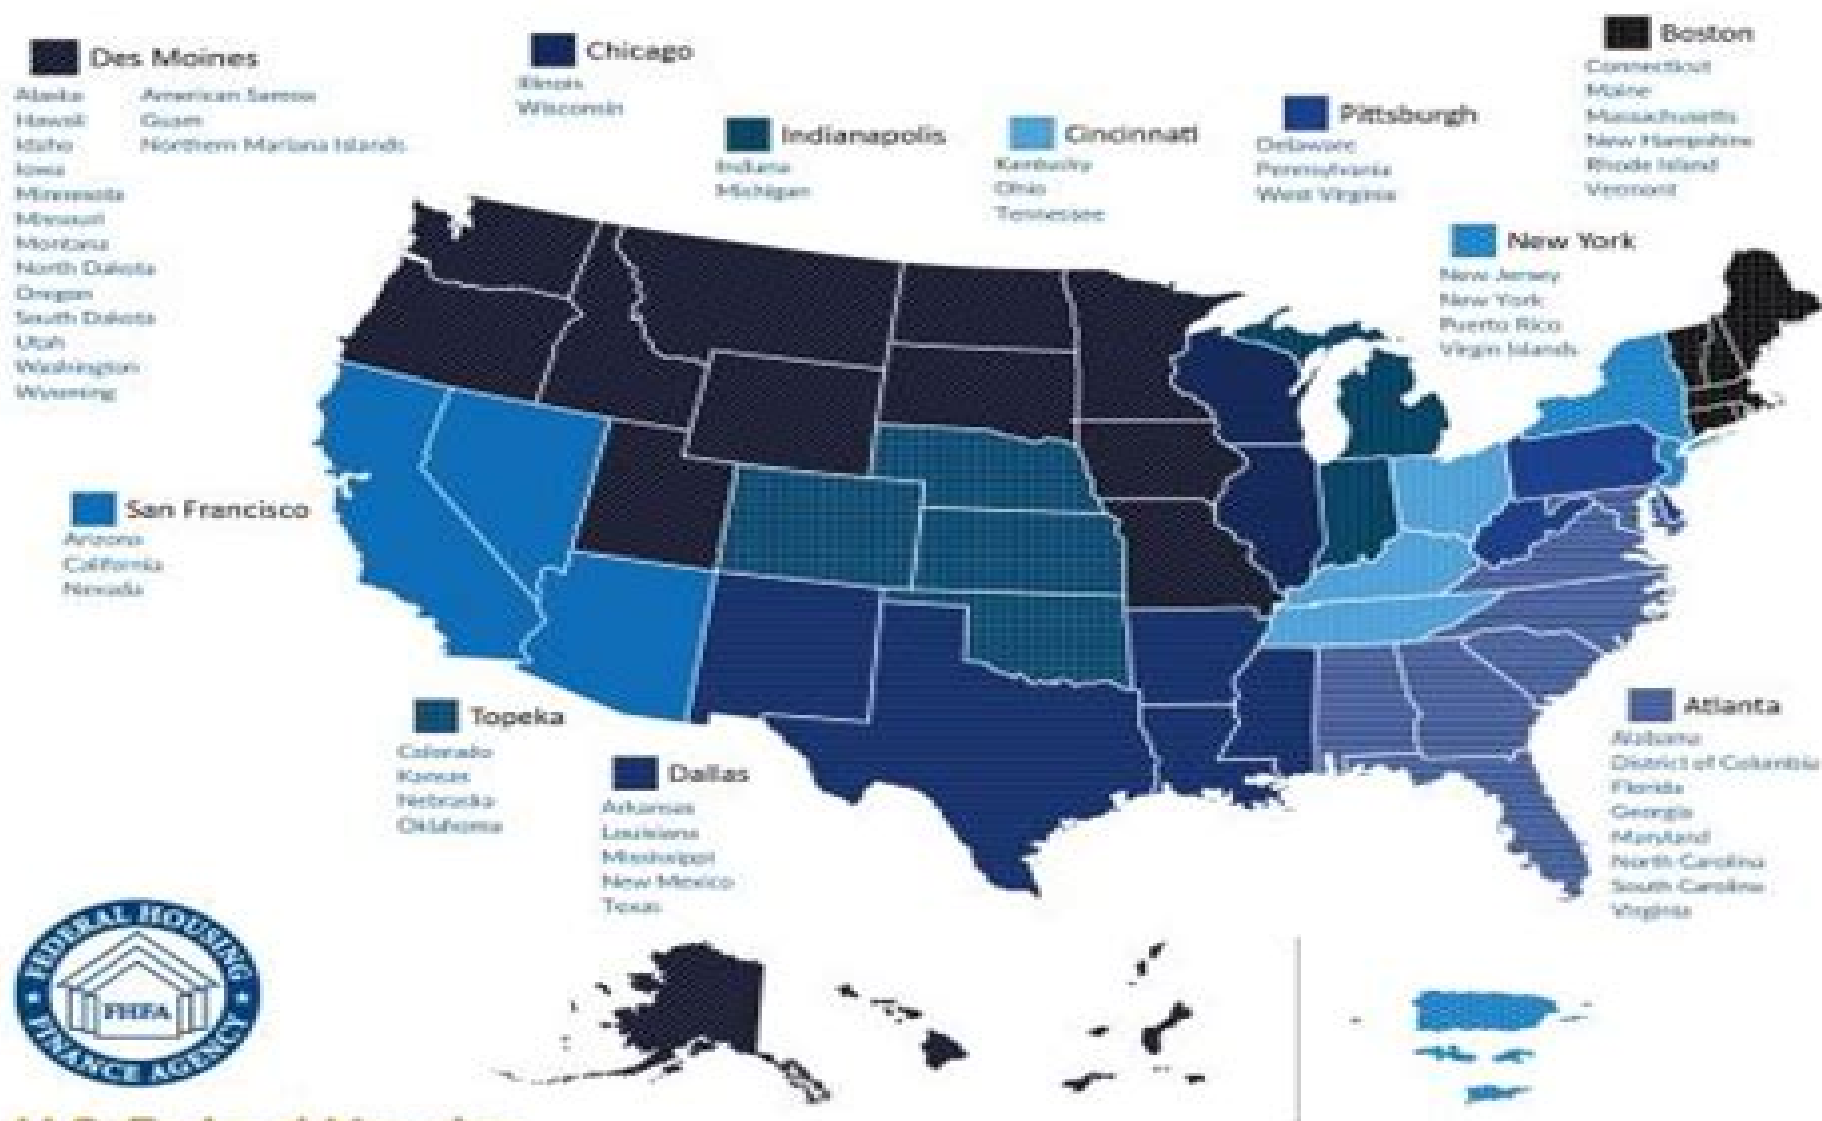 Des Moines
Alaska
Hawaii
Idaho
Iowa
Minnesota
Missouri
Montana
North Dakota
Oregon
South Dakota
Utah
Washington
Wyoming
American Samoa
Guam
Northern Mariana Islands
Chicago
Illinois
Wisconsin
Indianapolis
Indiana
Michigan
Cincinnati
Kentucky
Ohio
Tennessee
Pittsburgh
Delaware
Pennsylvania
West Virginia
Boston
Connecticut
Maine
Massachusetts
New Hampshire
Rhode Island
Vermont
New York
New Jersey
New York
Puerto Rico
Virgin Islands
San Francisco
Arizona
California
Nevada
Topeka
Colorado
Kansas
Nebraska
Oklahoma
Dallas
Arkansas
Louisiana
Mississippi
New Mexico
Texas
Atlanta
Alabama
District of Columbia
Florida
Georgia
Maryland
North Carolina
South Carolina
Virginia
FEDERAL HOUSING
FHFA
FINANCE AGENCY